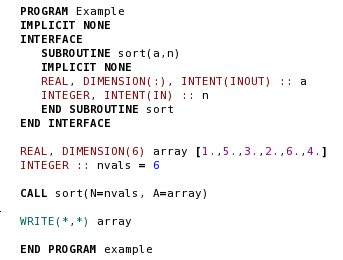 PROGRAM Example
IMPLICIT NONE
INTERFACE
SUBROUTINE sort(a,n)
IMPLICIT NONE
REAL, DIMENSION(:), INTENT(INOUT) :: a
INTEGER, INTENT(IN) :: n
END SUBROUTINE sort
END INTERFACE
REAL, DIMENSION(6) array [1.,5.,3.,2.,6.,4.]
INTEGER :: nvals = 6
CALL sort(N=nvals, A=array)
WRITE(*,*) array
END PROGRAM example